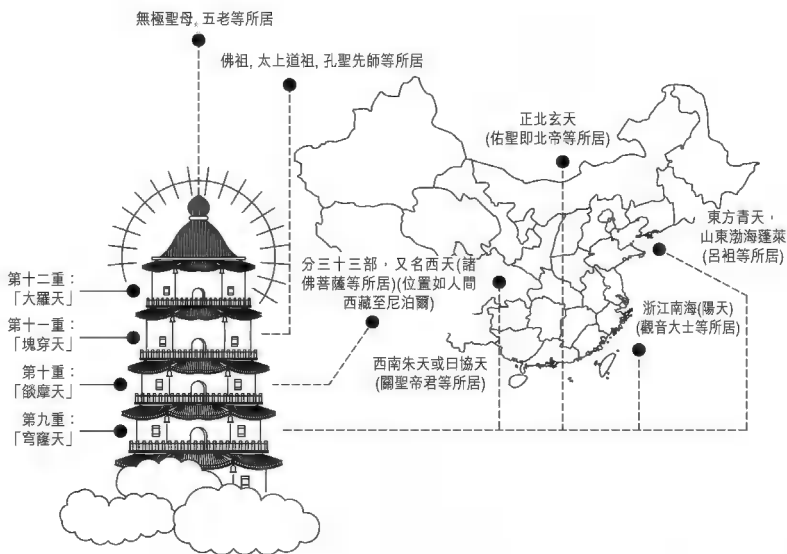 無極聖母, 五老等所居
佛祖, 太上道祖, 孔聖先師等所居
正北玄天
(佑聖即北帝等所居)
東方青天，
山東渤海蓬萊
(呂祖等所居)
分三十三部，又名西天(諸
佛菩薩等所居)(位置如人間
西藏至尼泊爾)
浙江南海(陽天)
(觀音大士等所居)
西南朱天或曰協天
(關聖帝君等所居)
第十二重：
「大羅天」
第十一重：
「塊穿天」
第十重：
「燄摩天」
第九重：
「穹窿天」